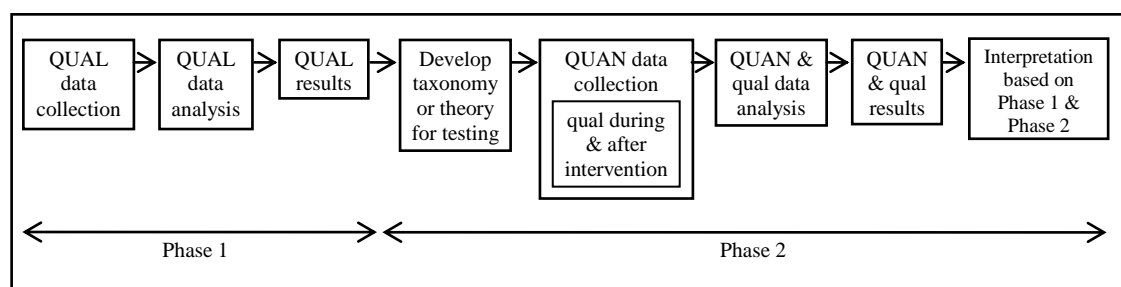 QUAL
data
collection
QUAL
data
analysis
QUAL
results
Develop
taxonomy
or theory
for testing
QUAN data
collection
qual during
& after
intervention
QUAN &
qual data
analysis
QUAN
& qual
results
Interpretation
based on
Phase 1 &
Phase 2
Phase 1
Phase 2